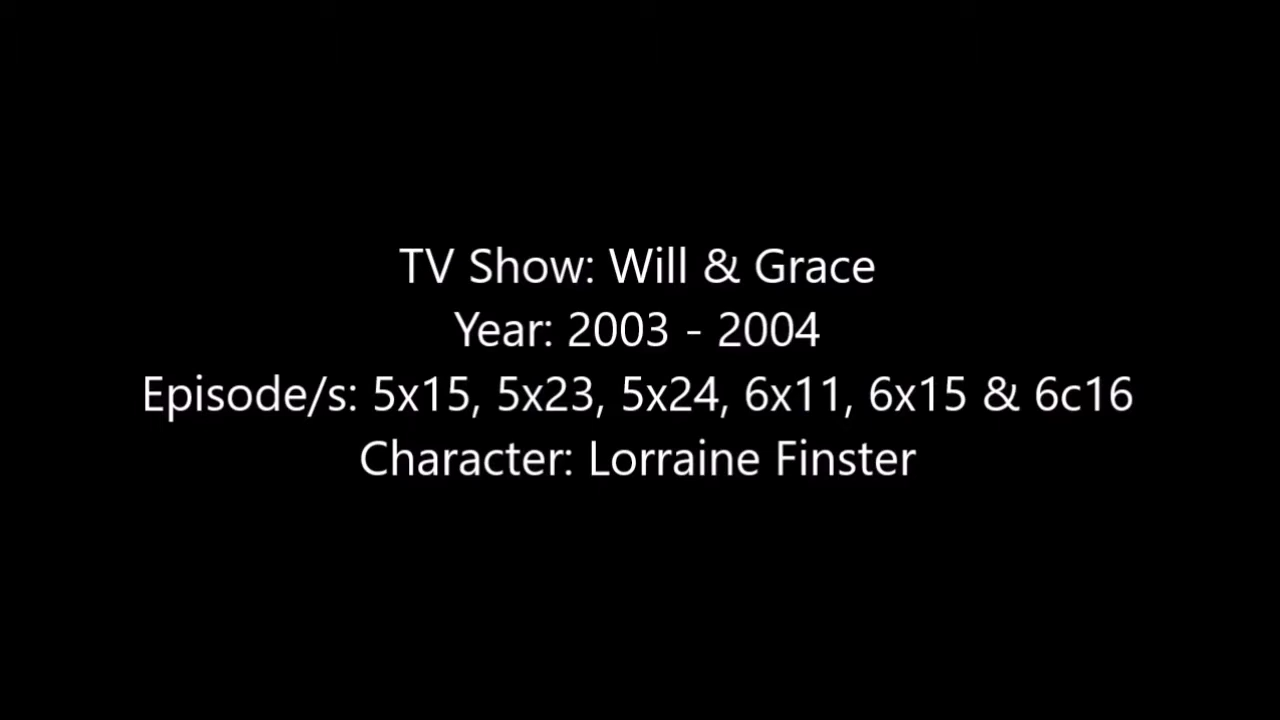 TV Show: Will & Grace
Year: 2003 - 2004
Episode/s: 5x15, 5x23, 5x24, 6x11, 6x15 & 6c16
Character: Lorraine Finster